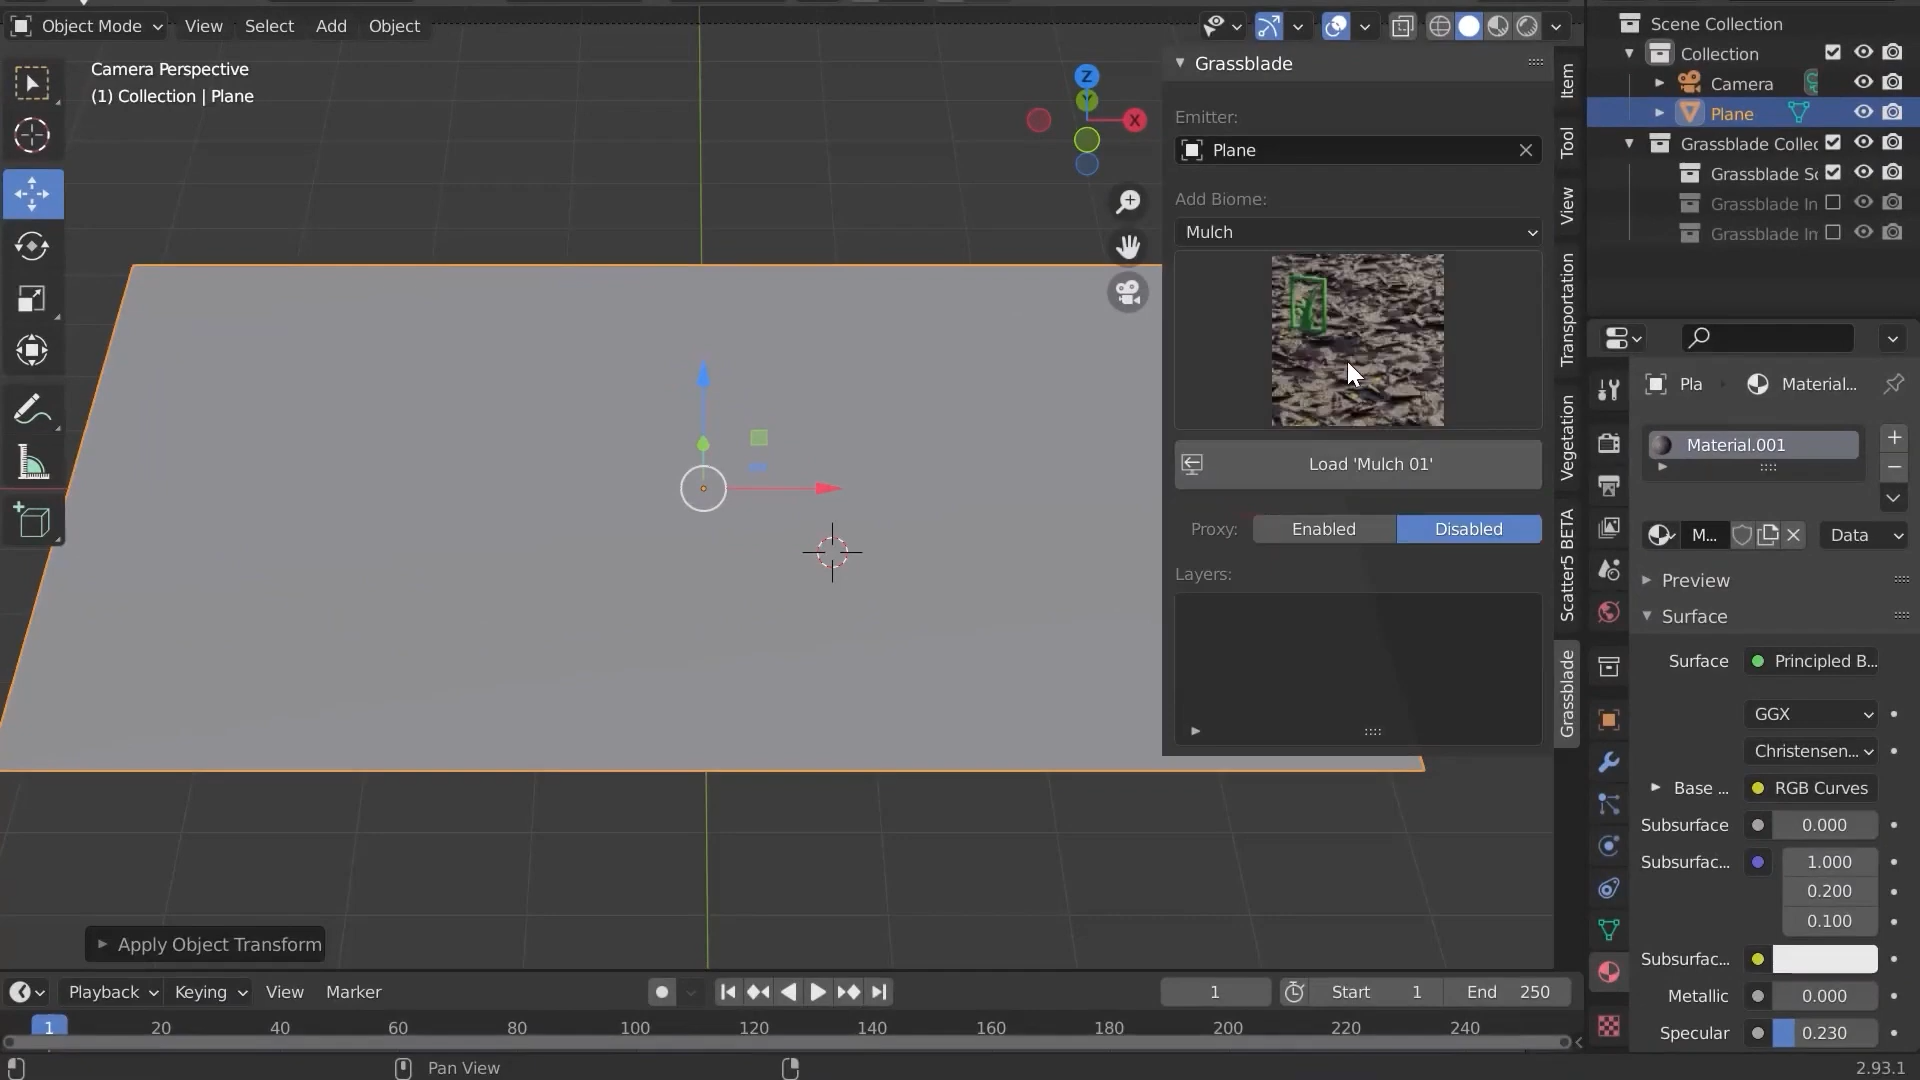 Object Mode View Select Add Object
Camera Perspective
(1) Collection | Plane
Z
Y
X
Grassblade
Emitter:
Plane
Add Biome:
Mulch
Load 'Mulch 01'
Proxy: Enabled Disabled
Layers:
Item
Tool
View
Transportation
Vegetation
Scatter5 BETA
Grassblade
Scene Collection
Collection
Camera
Plane
Grassblade Collec
Grassblade Sc
Grassblade In
Grassblade Im
Pla Material...
Material.001
M... Data
Preview
Surface
Surface Principled B...
GGX
Christensen...
Base ... RGB Curves
Subsurface 0.000
Subsurfac... 1.000
0.200
0.100
Subsurfac...
Metallic 0.000
Specular 0.230
Apply Object Transform
Playback Keying View Marker 1 Start 1 End 250
1 20 40 60 80 100 120 140 160 180 200 220 240
Pan View 2.93.1